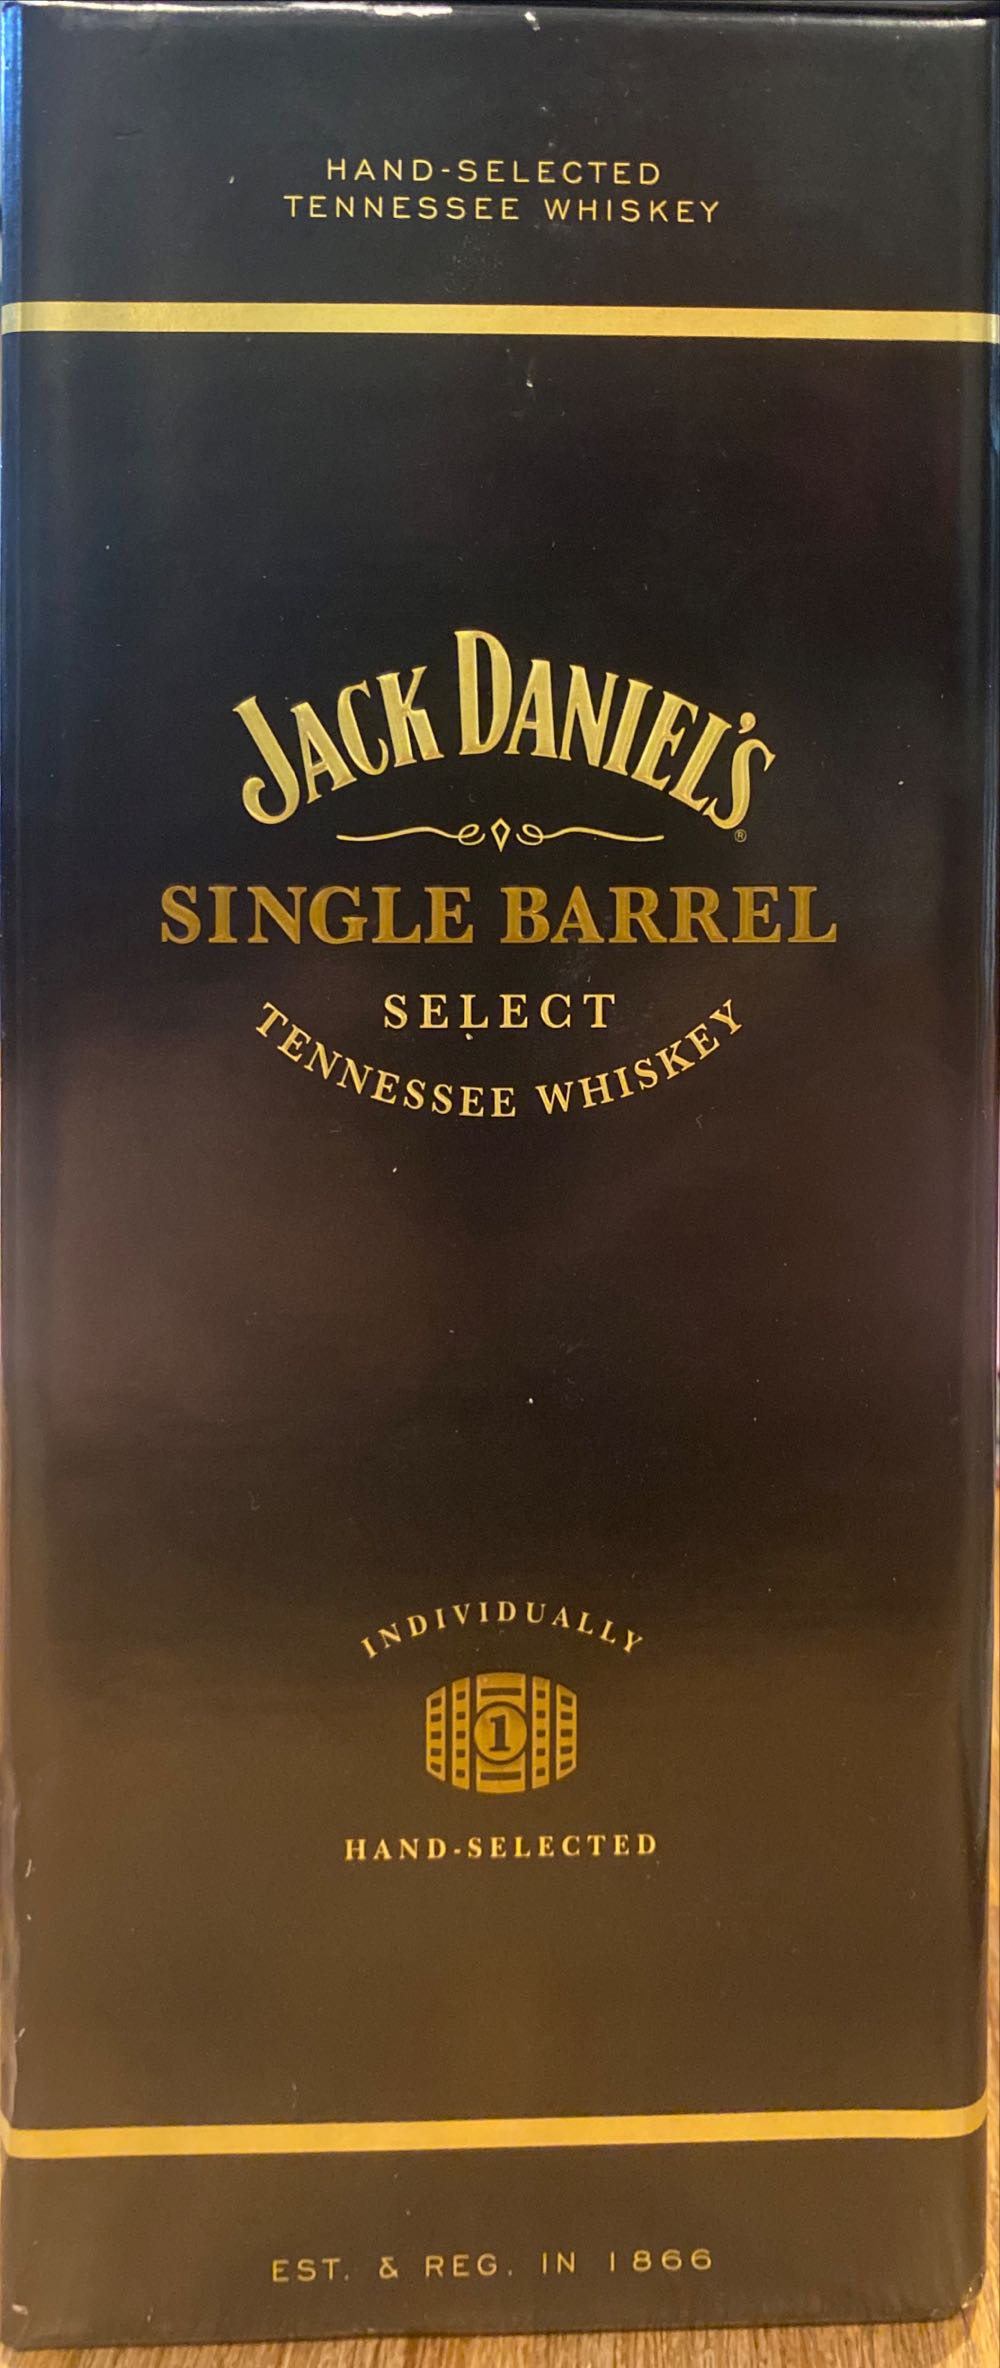 HAND-SELECTED
TENNESSEE WHISKEY
JACK DANIEL'S®
SINGLE BARREL
SELECT
TENNESSEE WHISKEY
INDIVIDUALLY
1
HAND-SELECTED
EST. & REG. IN 1866